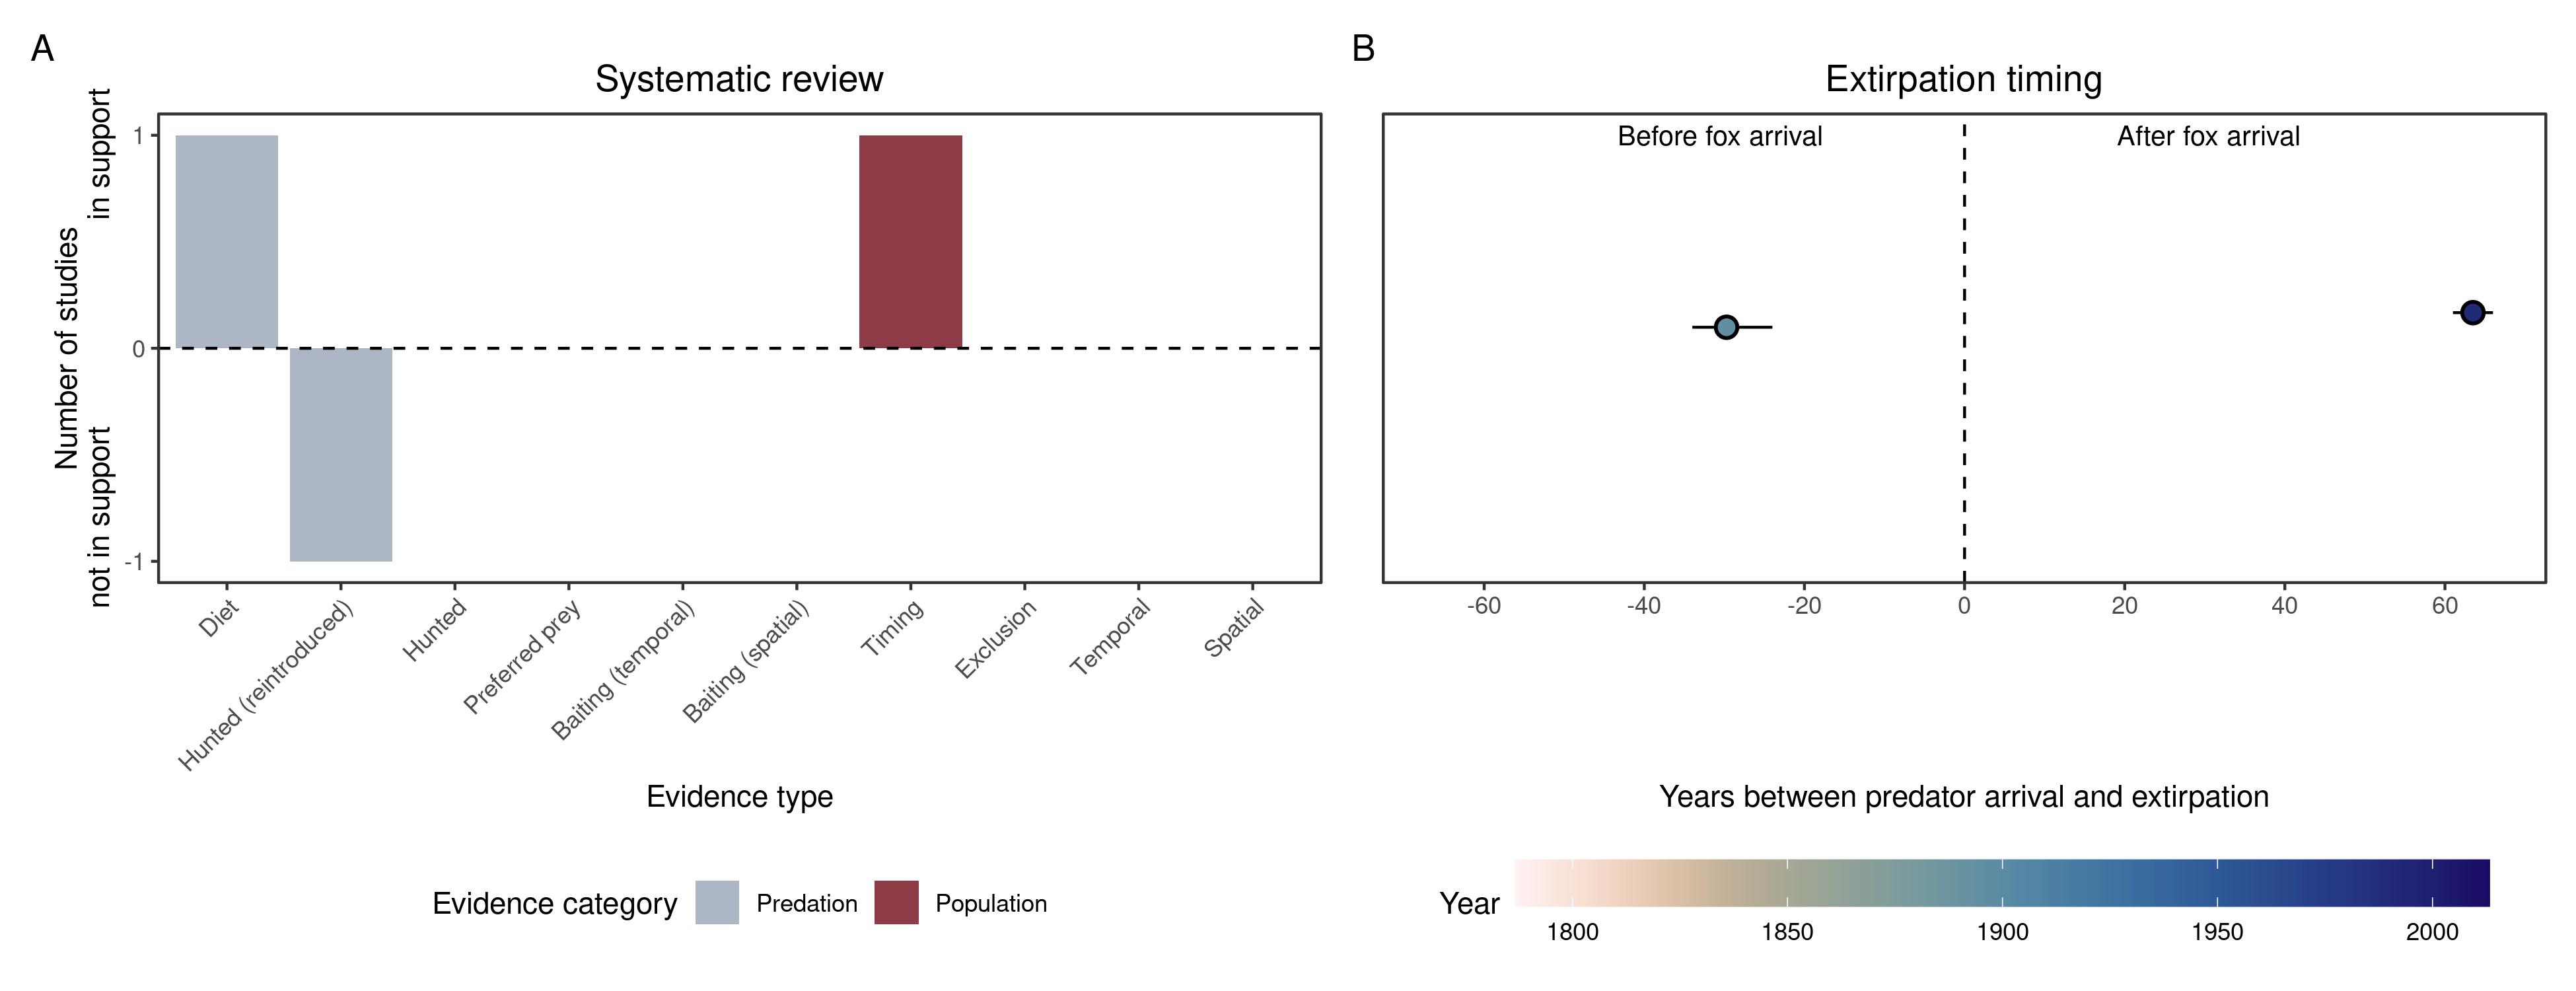 A
Systematic review
Number of studies
not in support
in support
1
0
-1
Diet
Hunted (reintroduced)
Hunted
Preferred prey
Baiting (temporal)
Baiting (spatial)
Timing
Exclusion
Temporal
Spatial
Evidence type
Evidence category
Predation
Population
B
Extirpation timing
Before fox arrival
After fox arrival
-60
-40
-20
0
20
40
60
Years between predator arrival and extirpation
Year
1800
1850
1900
1950
2000